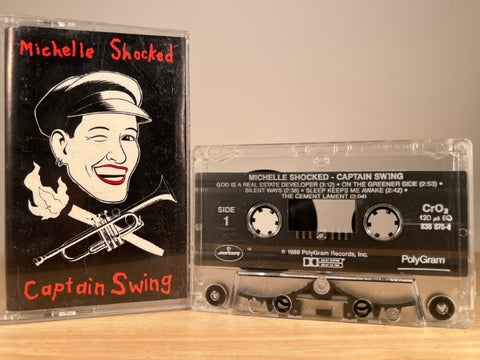 Michelle Shocked
Captain Swing
MICHELLE SHOCKED - CAPTAIN SWING
GOD IS A REAL ESTATE DEVELOPER (3:12) • ON THE GREENER SIDE (2:53) •
SILENT WAYS (2:36) • SLEEP KEEPS ME AWAKE (2:42) •
THE CEMENT LAMENT (3:04)
SIDE
1
CrO₂
120 µs EQ
838 878-4
mercury
© 1989 PolyGram Records, Inc.
PolyGram